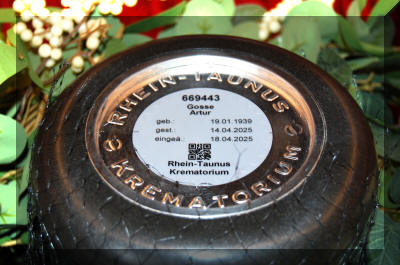 RHEIN-TAUNUS
669443
Gosse
Artur
geb.: 19.01.1939
gest.: 14.04.2025
eingeä.: 18.04.2025
Rhein-Taunus
Krematorium
KREMATORIUM